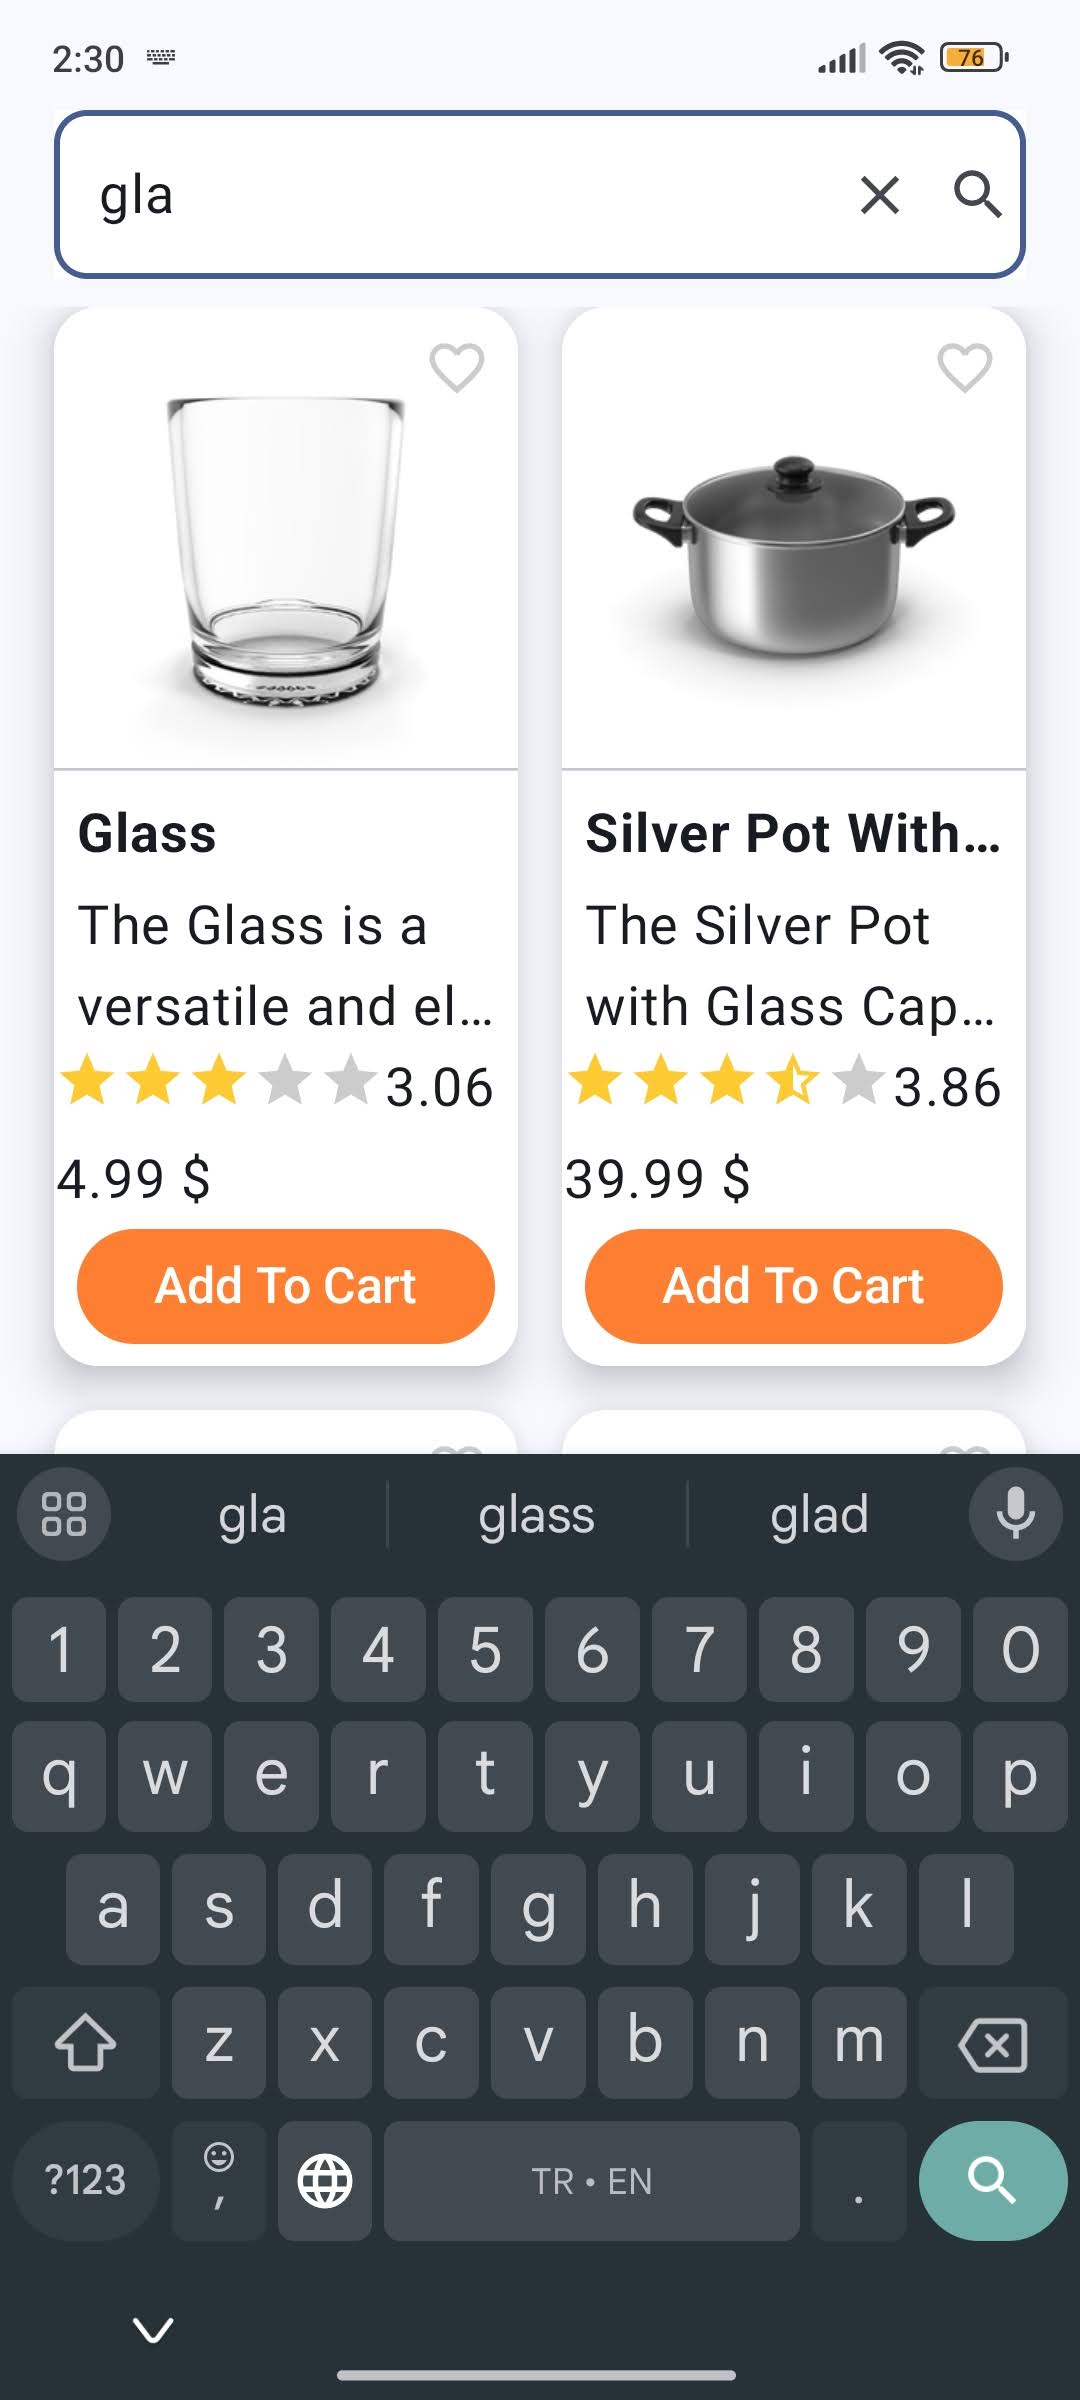 2:30
76
gla
Glass
The Glass is a
versatile and el...
3.06
4.99 $
Add To Cart
Silver Pot With...
The Silver Pot
with Glass Cap...
3.86
39.99 $
Add To Cart
gla glass glad
1 2 3 4 5 6 7 8 9 0
q w e r t y u i o p
a s d f g h j k l
z x c v b n m
?123 , TR • EN .